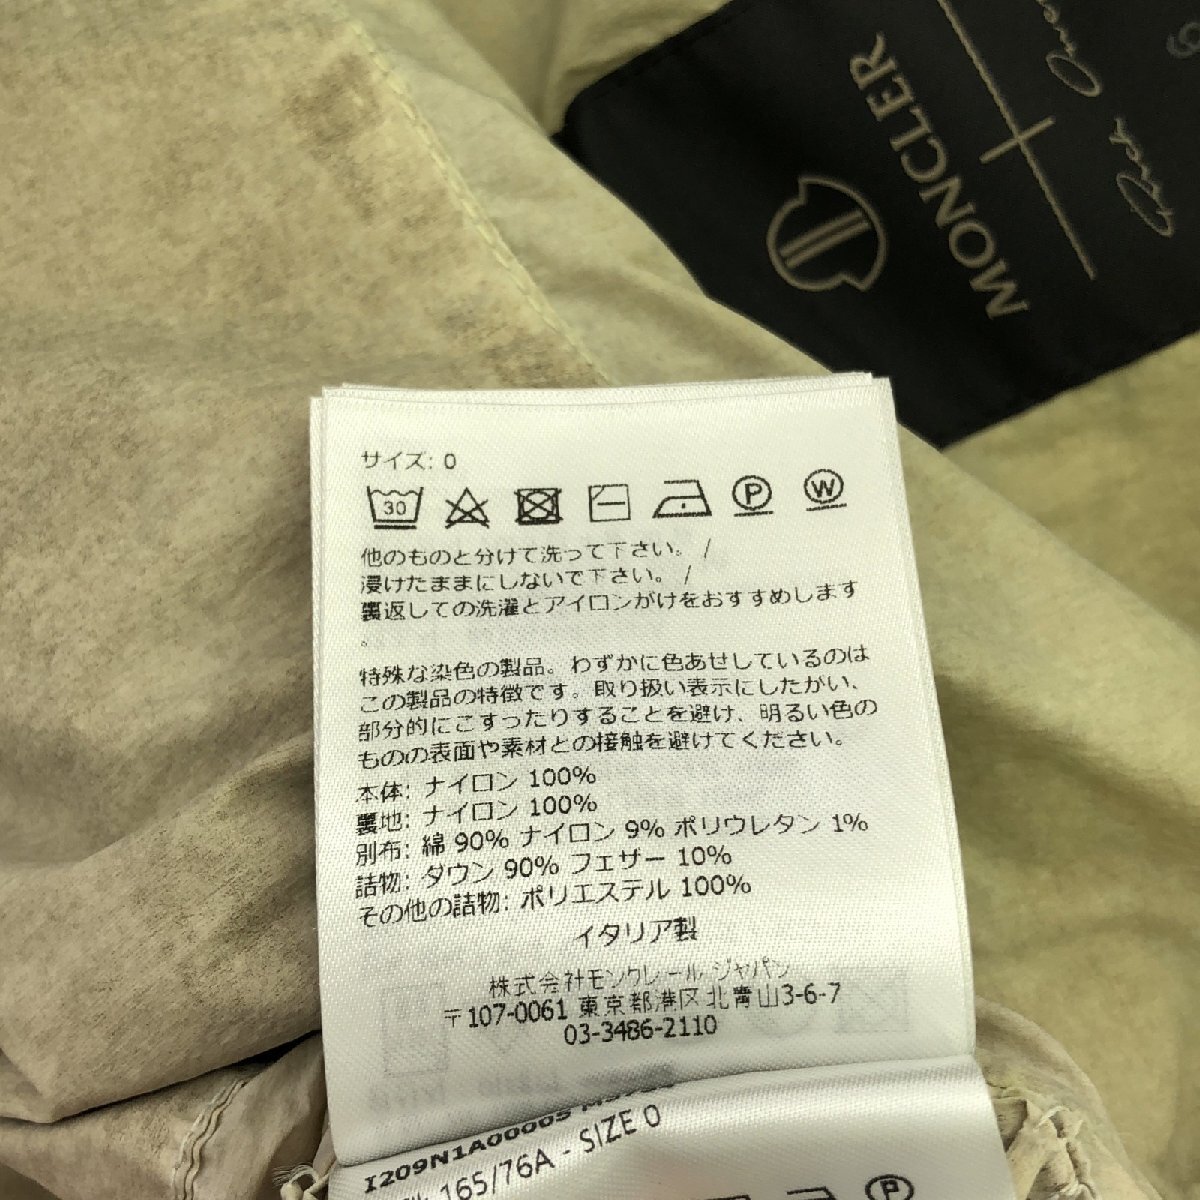 MONCLER
Rick Owens
サイズ: 0
30
P
W
他のものと分けて洗って下さい。 /
浸けたままにしないで下さい。 /
裏返しての洗濯とアイロンがけをおすすめします
。
特殊な染色の製品。わずかに色あせしているのは
この製品の特徴です。取り扱い表示にしたがい、
部分的にこすったりすることを避け、明るい色の
ものの表面や素材との接触を避けてください。
本体: ナイロン 100%
裏地: ナイロン 100%
別布: 綿 90% ナイロン 9% ポリウレタン 1%
詰物: ダウン 90% フェザー 10%
その他の詰物: ポリエステル 100%
イタリア製
株式会社モンクレール ジャパン
〒107-0061 東京都港区北青山3-6-7
03-3486-2110
I209N1A00005
165/76A - SIZE 0
P